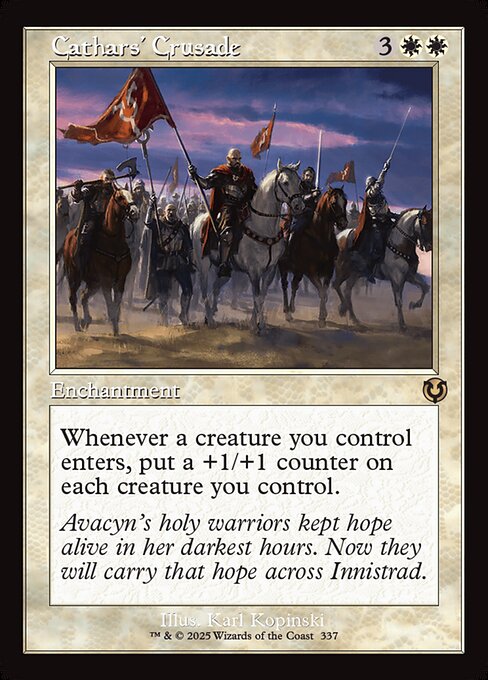 Cathars' Crusade 3
Enchantment
Whenever a creature you control
enters, put a +1/+1 counter on
each creature you control.
Avacyn's holy warriors kept hope
alive in her darkest hours. Now they
will carry that hope across Innistrad.
Illus. Karl Kopinski
™ & © 2025 Wizards of the Coast 337